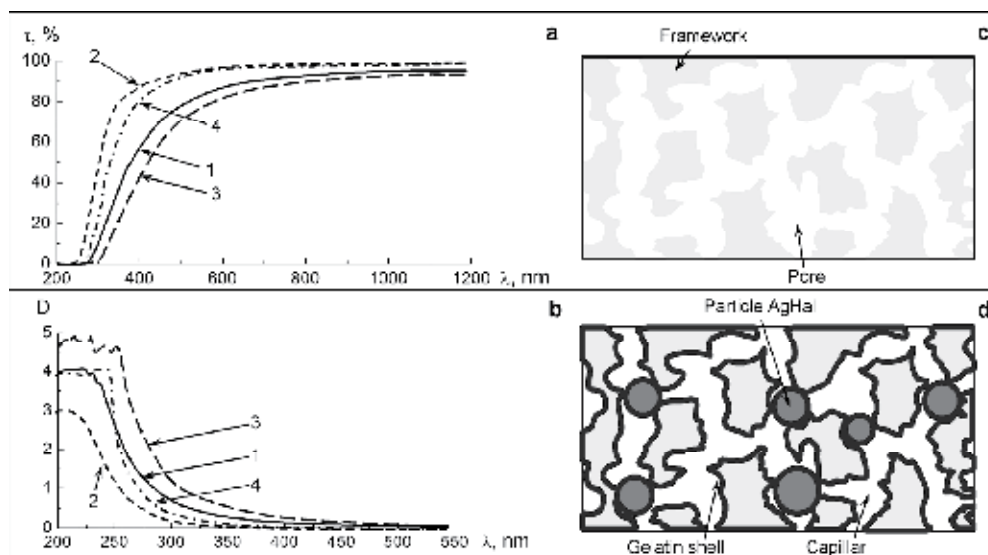 τ, %
a
100
80
60
40
20
0
2
4
1
3
200
400
600
800
1000
1200
λ, nm
Framework
c
Pore
D
b
5
4
3
2
1
0
3
1
4
2
200
250
300
350
400
450
500
550
λ, nm
Particle AgHal
d
Gelatin shell
Capillar